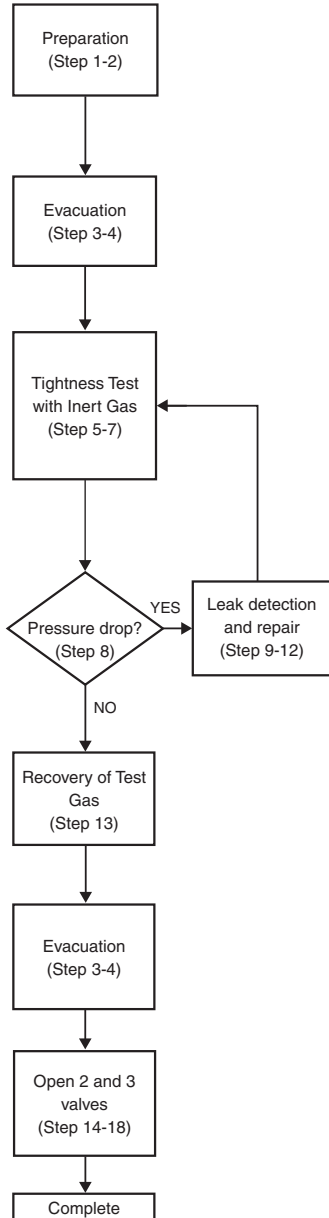 Preparation
(Step 1-2)
Evacuation
(Step 3-4)
Tightness Test
with Inert Gas
(Step 5-7)
Pressure drop?
(Step 8)
YES
Leak detection
and repair
(Step 9-12)
NO
Recovery of Test
Gas
(Step 13)
Evacuation
(Step 3-4)
Open 2 and 3
valves
(Step 14-18)
Complete